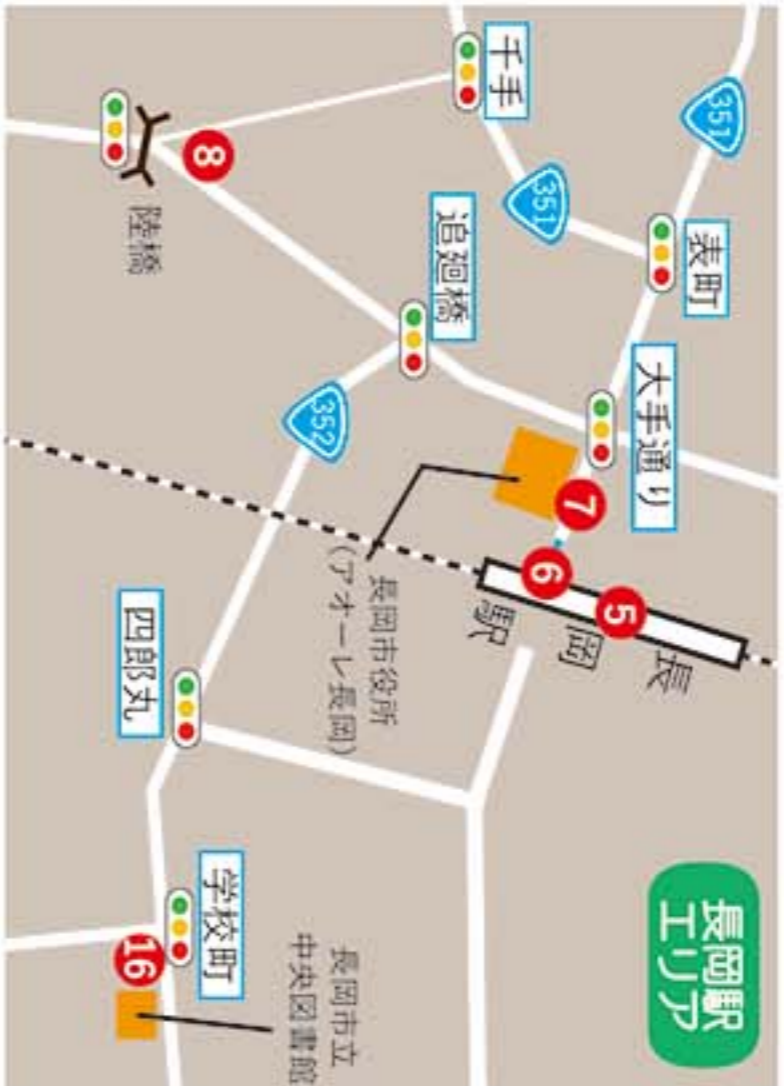 長岡駅
エリア
351
表町
大手通り
千手
351
追廻橋
7
6
5
長
岡
駅
8
陸橋
352
長岡市役所
(アオーレ長岡)
四郎丸
学校町
16
長岡市立
中央図書館